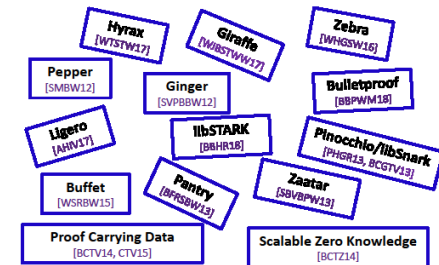 Hyrax
[WTSTW17]
Giraffe
[WJBSTWW17]
Zebra
[WHGSW16]
Pepper
[SMBW12]
Ginger
[SVPBBW12]
Bulletproof
[BBPWM18]
Ligero
[AHIV17]
libSTARK
[BBHR18]
Pinocchio/libSnark
[PHGR13, BCGTV13]
Buffet
[WSRBW15]
Pantry
[BFRSBW13]
Zaatar
[SBVBPW13]
Proof Carrying Data
[BCTV14, CTV15]
Scalable Zero Knowledge
[BCTZ14]